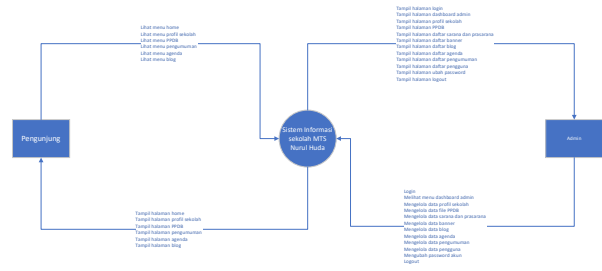 Lihat menu home
Lihat menu profil sekolah
Lihat menu PPDB
Lihat menu pengumuman
Lihat menu agenda
Lihat menu blog
Tampil halaman login
Tampil halaman dashboard admin
Tampil halaman profil sekolah
Tampil halaman PPDB
Tampil halaman daftar sarana dan prasarana
Tampil halaman daftar banner
Tampil halaman daftar blog
Tampil halaman daftar agenda
Tampil halaman daftar pengumuman
Tampil halaman daftar pengguna
Tampil halaman ubah password
Tampil halaman logout
Pengunjung
Sistem Informasi
sekolah MTS
Nurul Huda
Admin
Tampil halaman home
Tampil halaman profil sekolah
Tampil halaman PPDB
Tampil halaman pengumuman
Tampil halaman agenda
Tampil halaman blog
Login
Melihat menu dashboard admin
Mengelola data profil sekolah
Mengelola data file PPDB
Mengelola data sarana dan prasarana
Mengelola data banner
Mengelola data blog
Mengelola data agenda
Mengelola data pengumuman
Mengelola data pengguna
Mengubah password akun
Logout